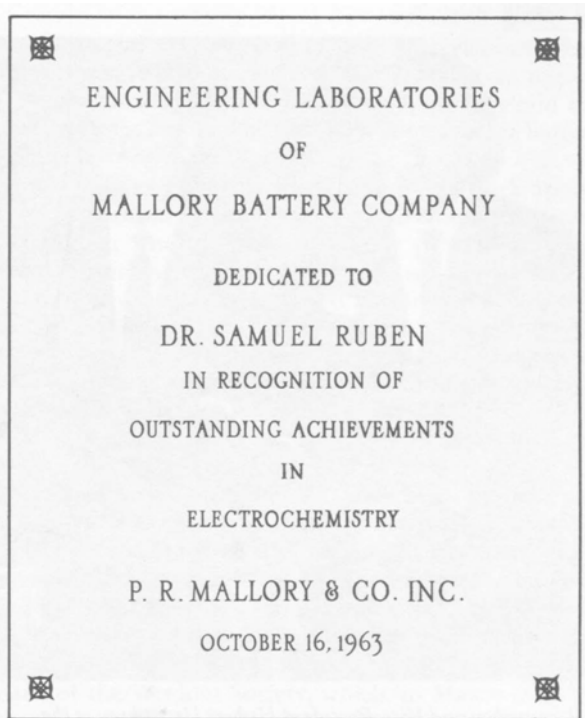 ENGINEERING LABORATORIES
OF
MALLORY BATTERY COMPANY
DEDICATED TO
DR. SAMUEL RUBEN
IN RECOGNITION OF
OUTSTANDING ACHIEVEMENTS
IN
ELECTROCHEMISTRY
P. R. MALLORY & CO. INC.
OCTOBER 16, 1963